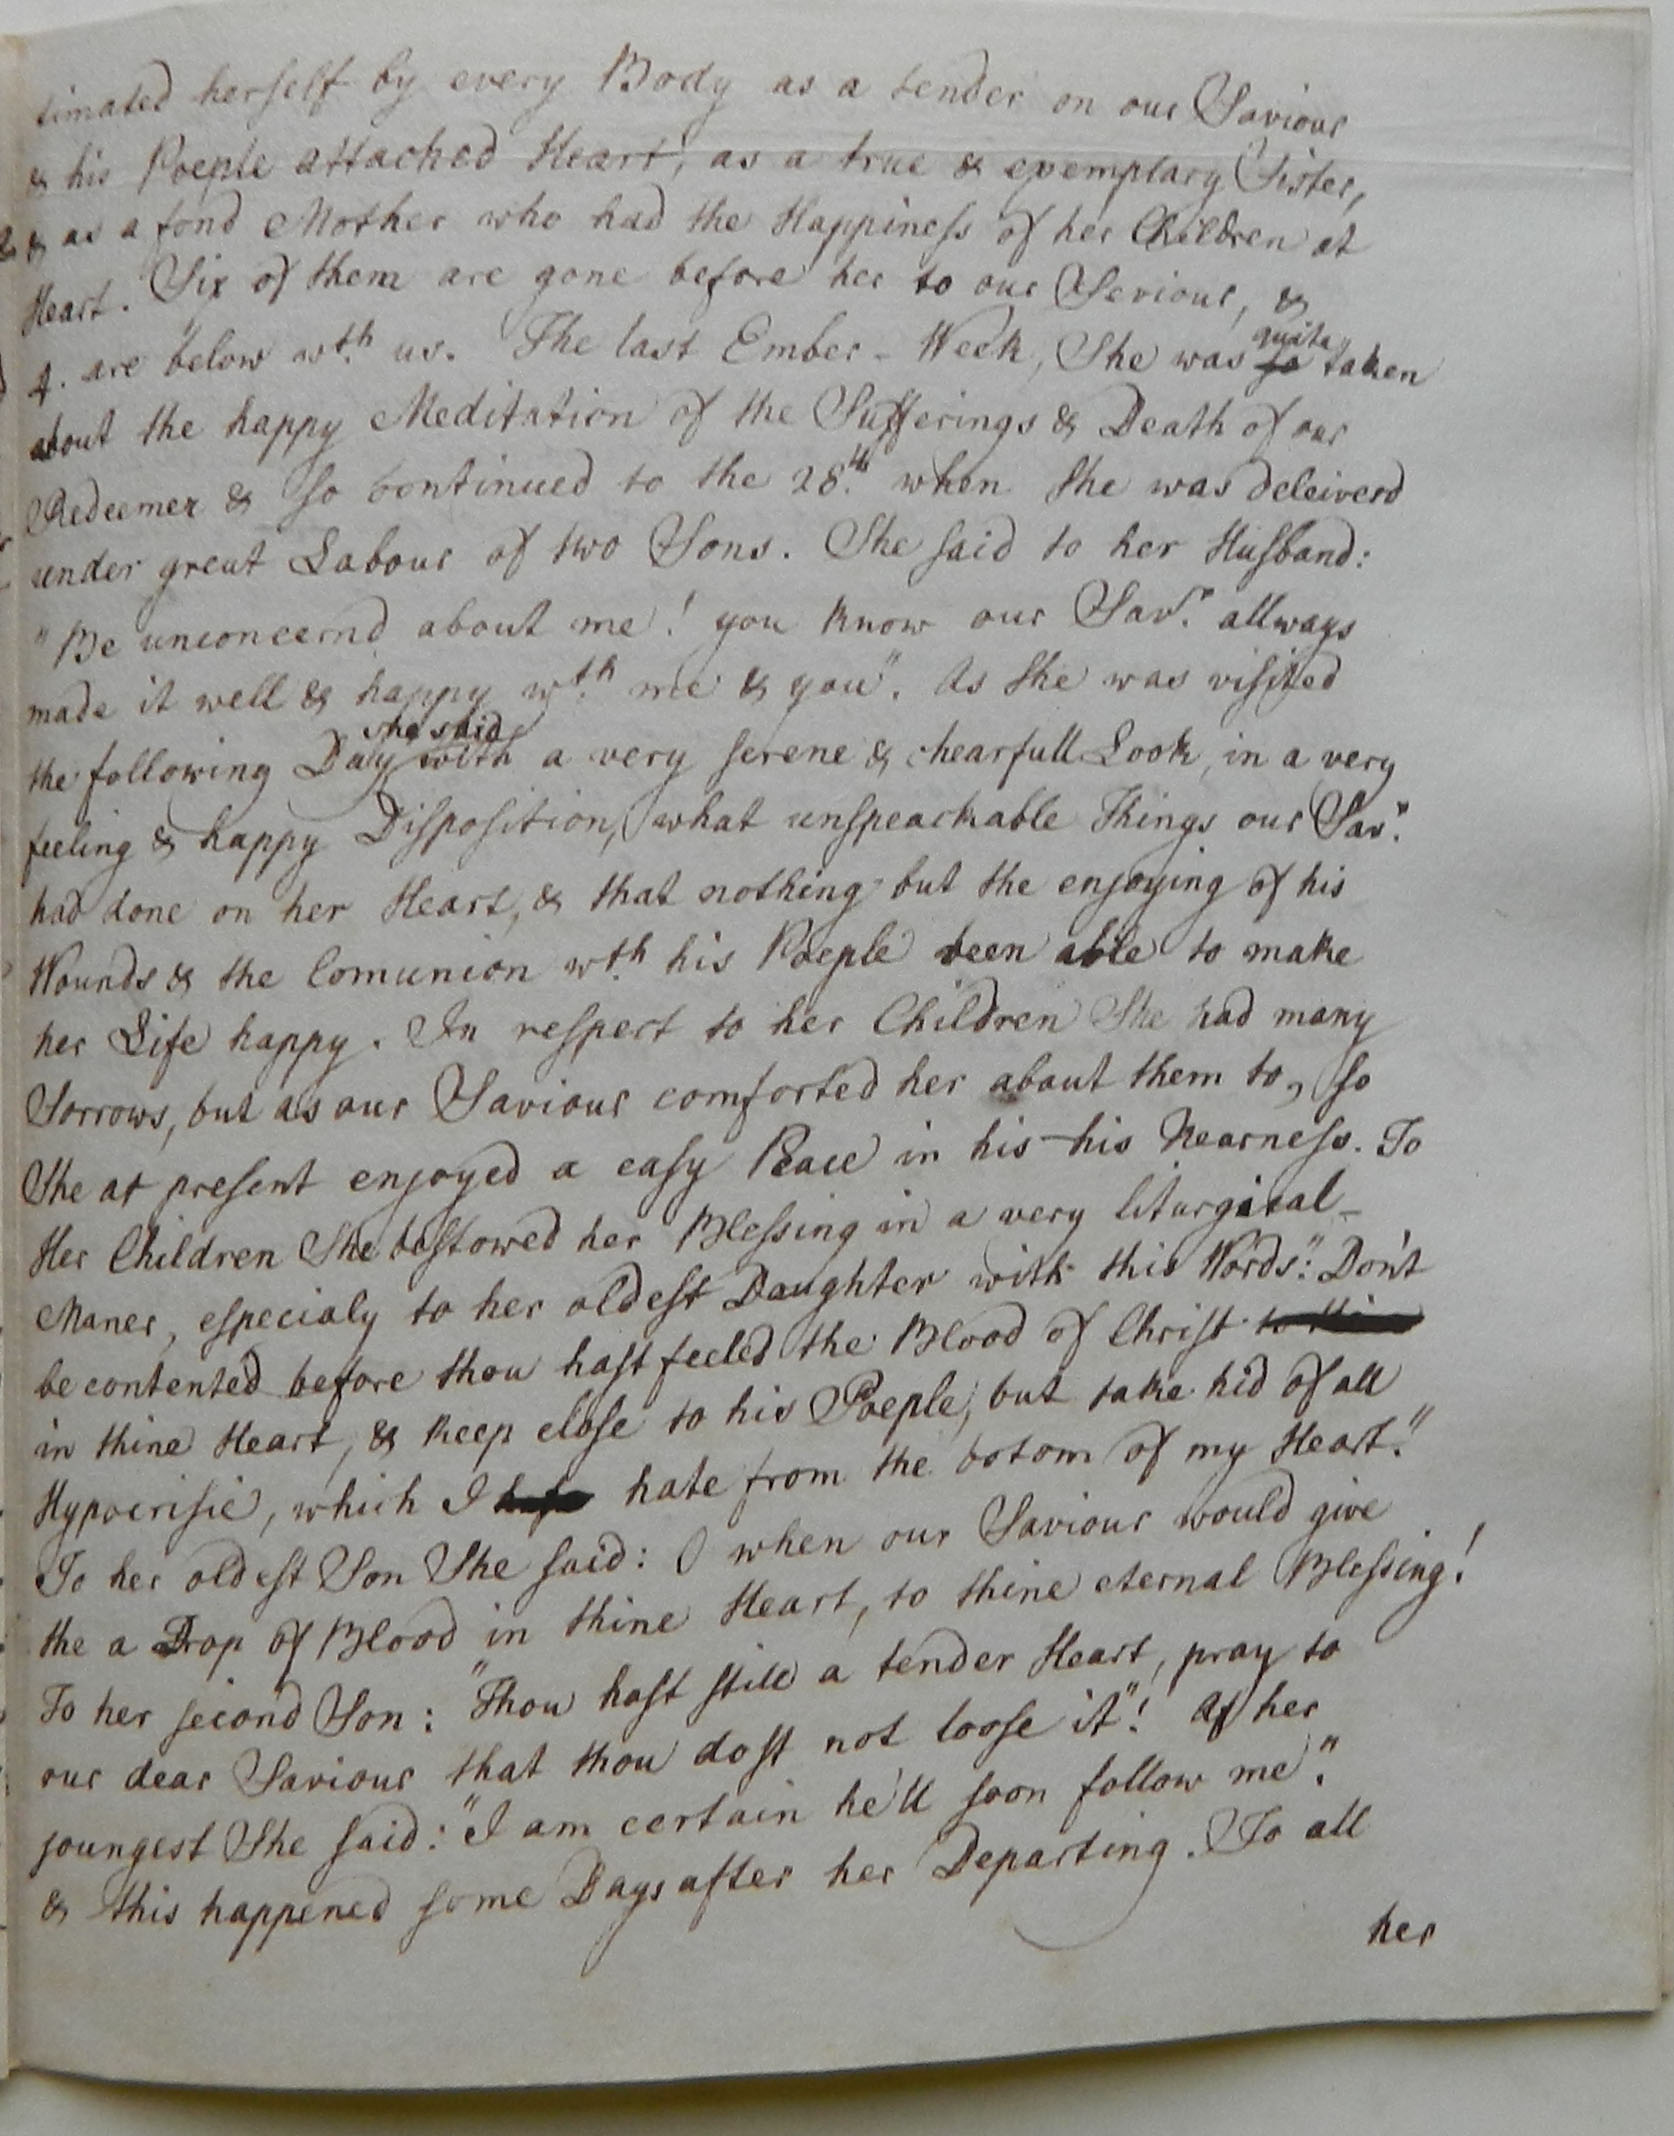 timated herself by every Body as a tender on our Saviour
& his Poeple attached Heart, as a true & exemplary Sister,
& as a fond Mother who had the Happiness of her Children at
Heart. Six of them are gone before her to our Saviour, &
4. are below wth. us. The last Ember-Week, She was so quite taken
about the happy Meditation of the Sufferings & Death of our
Redeemer & so continued to the 28th. when she was deleiverd
under great Labour of two Sons. She said to her Husband:
"Be unconcernd about me! you know our Savr. allways
made it well & happy wth. me & you". As she was visited
the following Day with she said a very serene & chearfull Look, in a very
feeling & happy Disposition, what unspeackable Things our Savr.
had done on her Heart, & that nothing but the enjoying of his
Wounds & the Comunion wth. his Poeple been able to make
her Life happy. In respect to her Children She had many
Sorrows, but as our Saviour comforted her about them to, so
She at present enjoyed a easy Peace in his his Nearness. To
Her Children She bestowed her Blessing in a very liturgical
Maner, especialy to her oldest Daughter with this Words: "Don't
be contented before thou hast feeled the Blood of Christ
in thine Heart, & keep close to his Poeple, but take hid of all
Hypocrisie, which I hate from the botom of my Heart."
To her oldest Son She said: O when our Saviour would give
the a Drop of Blood in thine Heart, to thine eternal Blessing!
To her second Son: "Thou hast still a tender Heart, pray to
our dear Saviour that thou dost not loose it"! Of her
youngest She said: "I am certain he'll soon follow me".
& this happened some Days after her Departing. To all
her